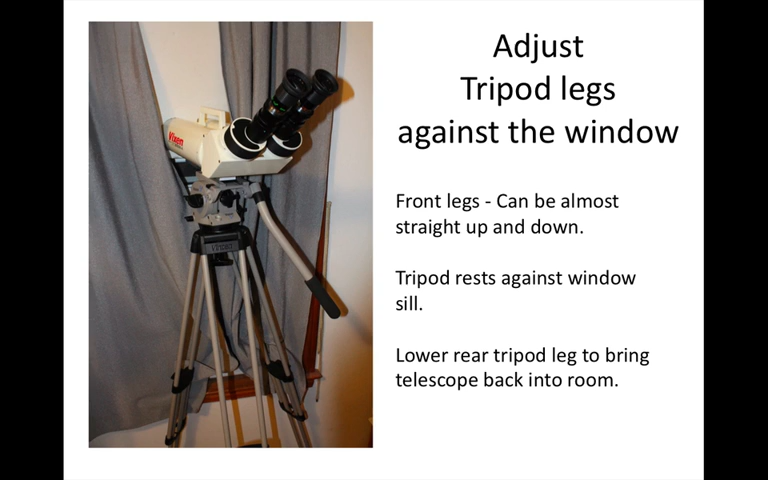 Adjust
Tripod legs
against the window
Vixen
Front legs - Can be almost
straight up and down.
Tripod rests against window
sill.
Lower rear tripod leg to bring
telescope back into room.